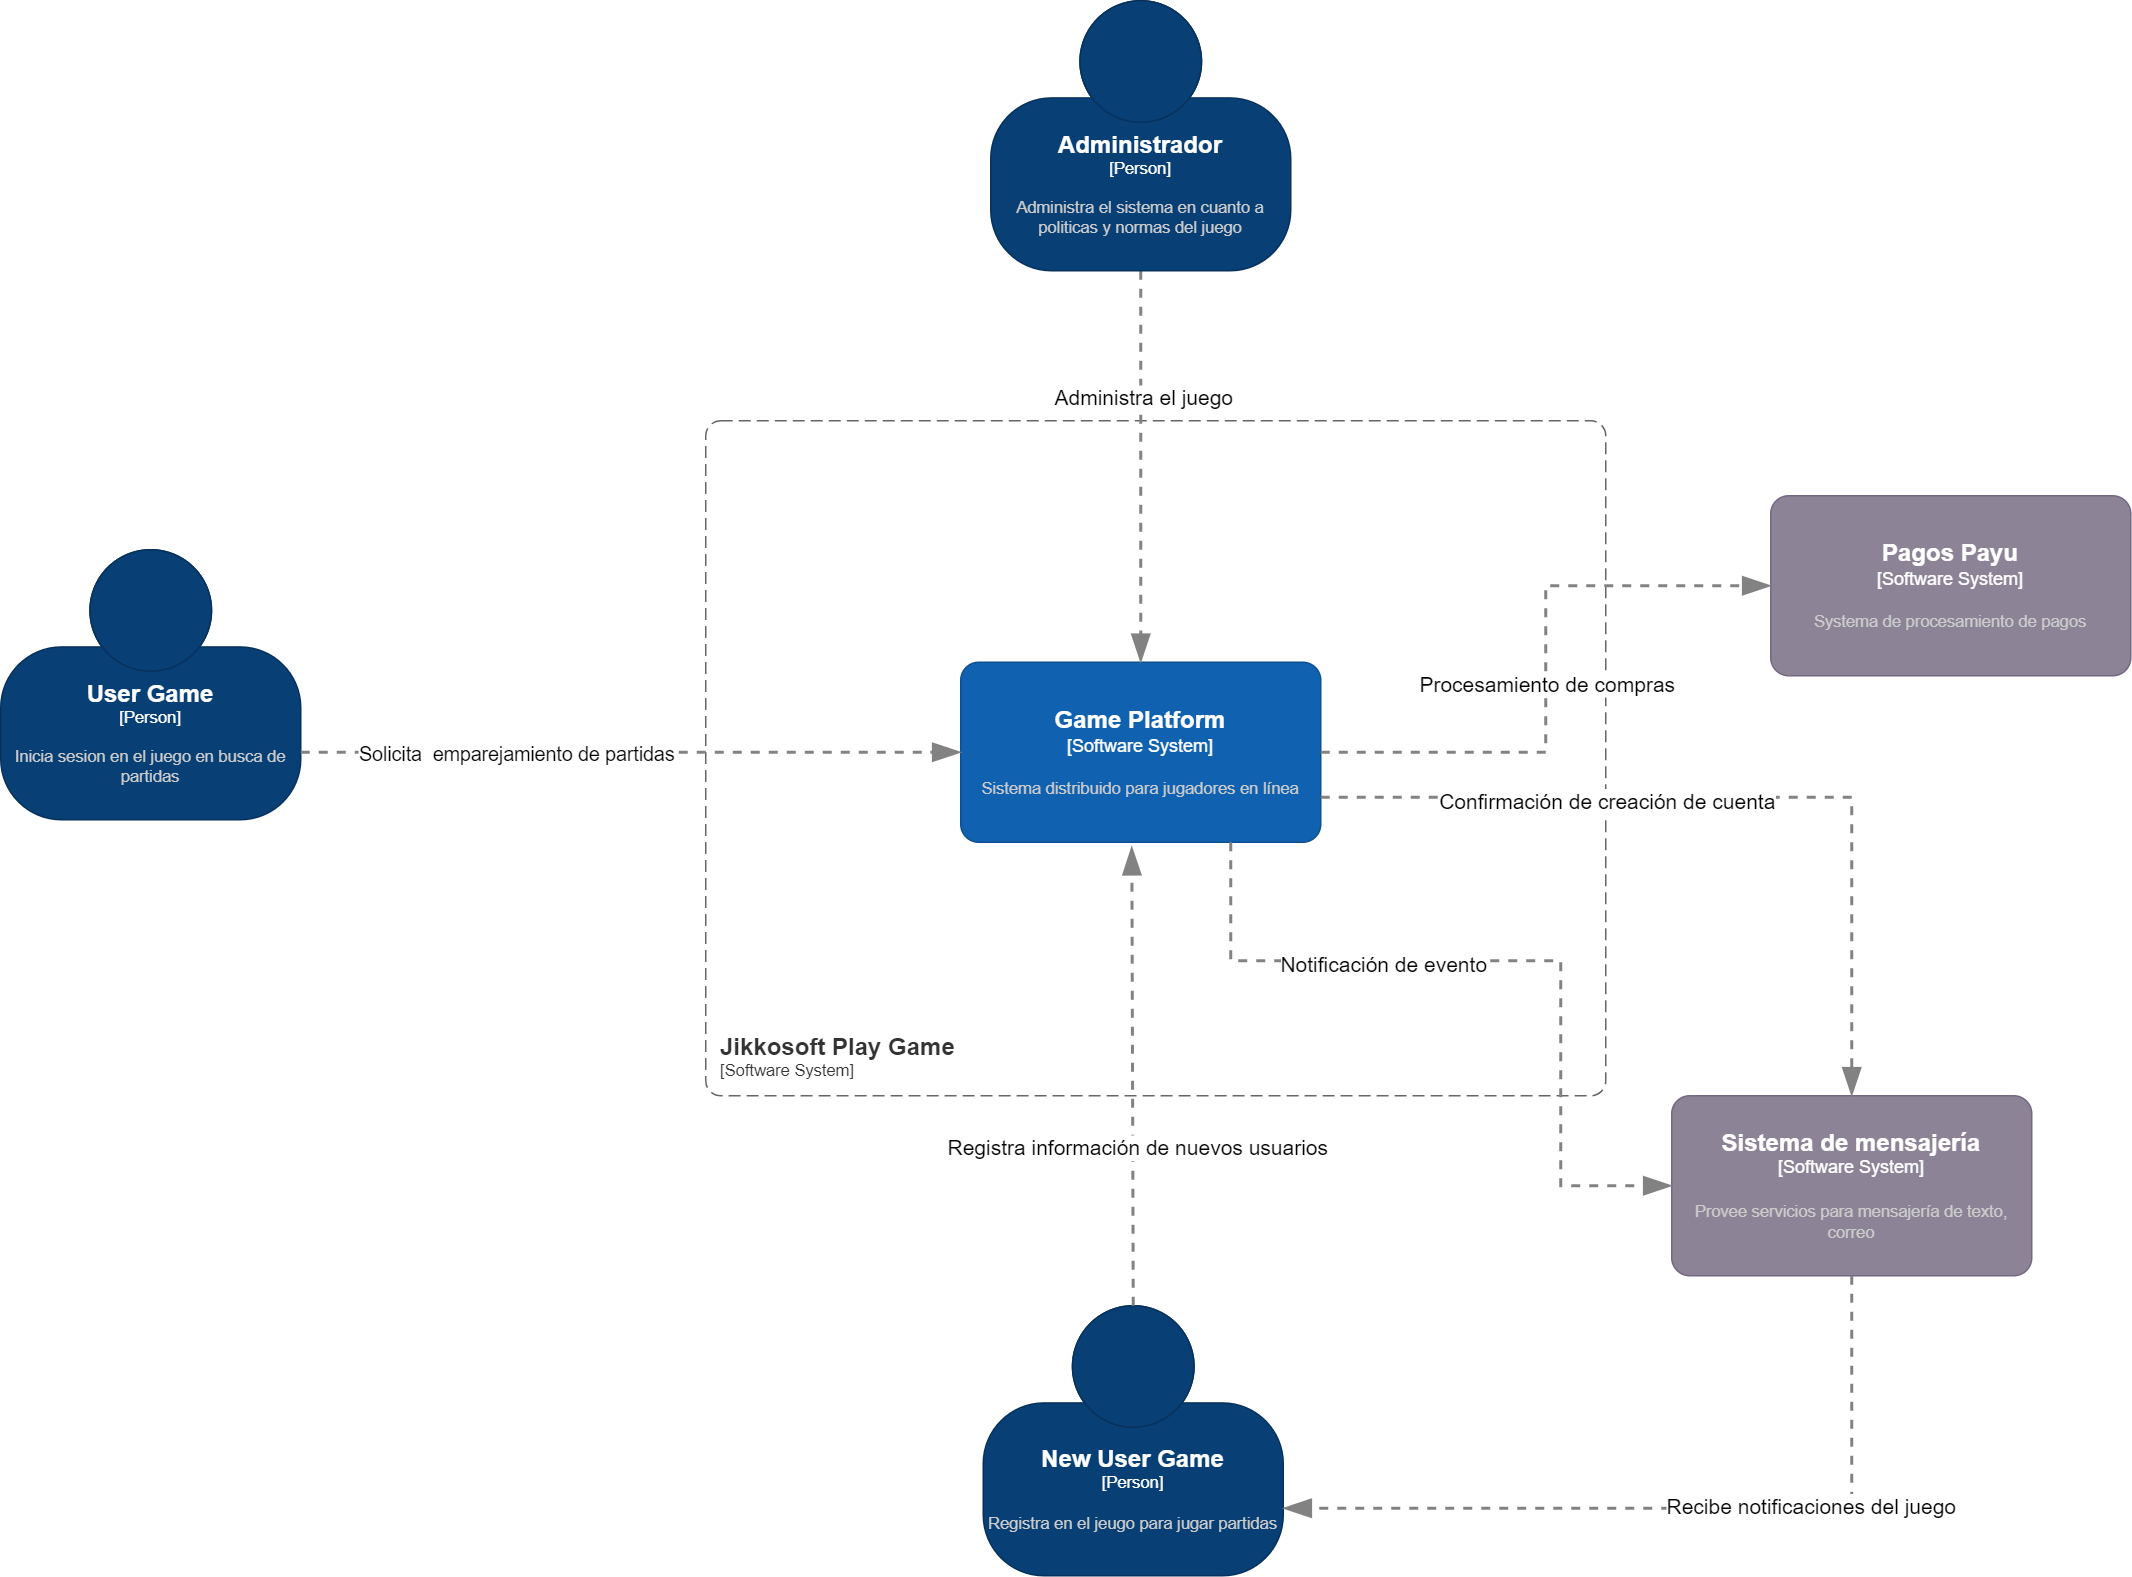 Administrador
[Person]
Administra el sistema en cuanto a
politicas y normas del juego
Administra el juego
Pagos Payu
[Software System]
Systema de procesamiento de pagos
User Game
[Person]
Inicia sesion en el juego en busca de
partidas
Solicita  emparejamiento de partidas
Game Platform
[Software System]
Sistema distribuido para jugadores en línea
Procesamiento de compras
Confirmación de creación de cuenta
Notificación de evento
Jikkosoft Play Game
[Software System]
Registra información de nuevos usuarios
Sistema de mensajería
[Software System]
Provee servicios para mensajería de texto,
correo
New User Game
[Person]
Registra en el jeugo para jugar partidas
Recibe notificaciones del juego